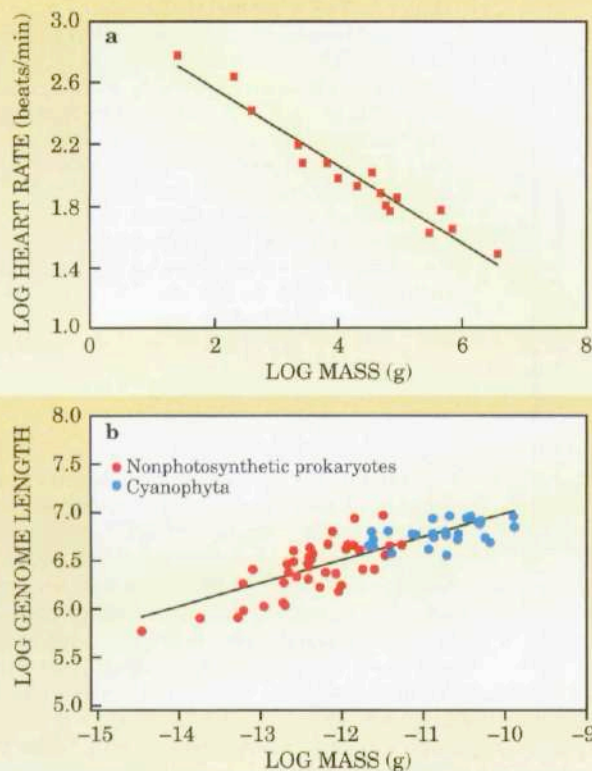 a
LOG HEART RATE (beats/min)
3.0
2.6
2.2
1.8
1.4
1.0
0 2 4 6 8
LOG MASS (g)
b
Nonphotosynthetic prokaryotes
Cyanophyta
LOG GENOME LENGTH
8.0
7.5
7.0
6.5
6.0
5.5
5.0
−15 −14 −13 −12 −11 −10 −9
LOG MASS (g)